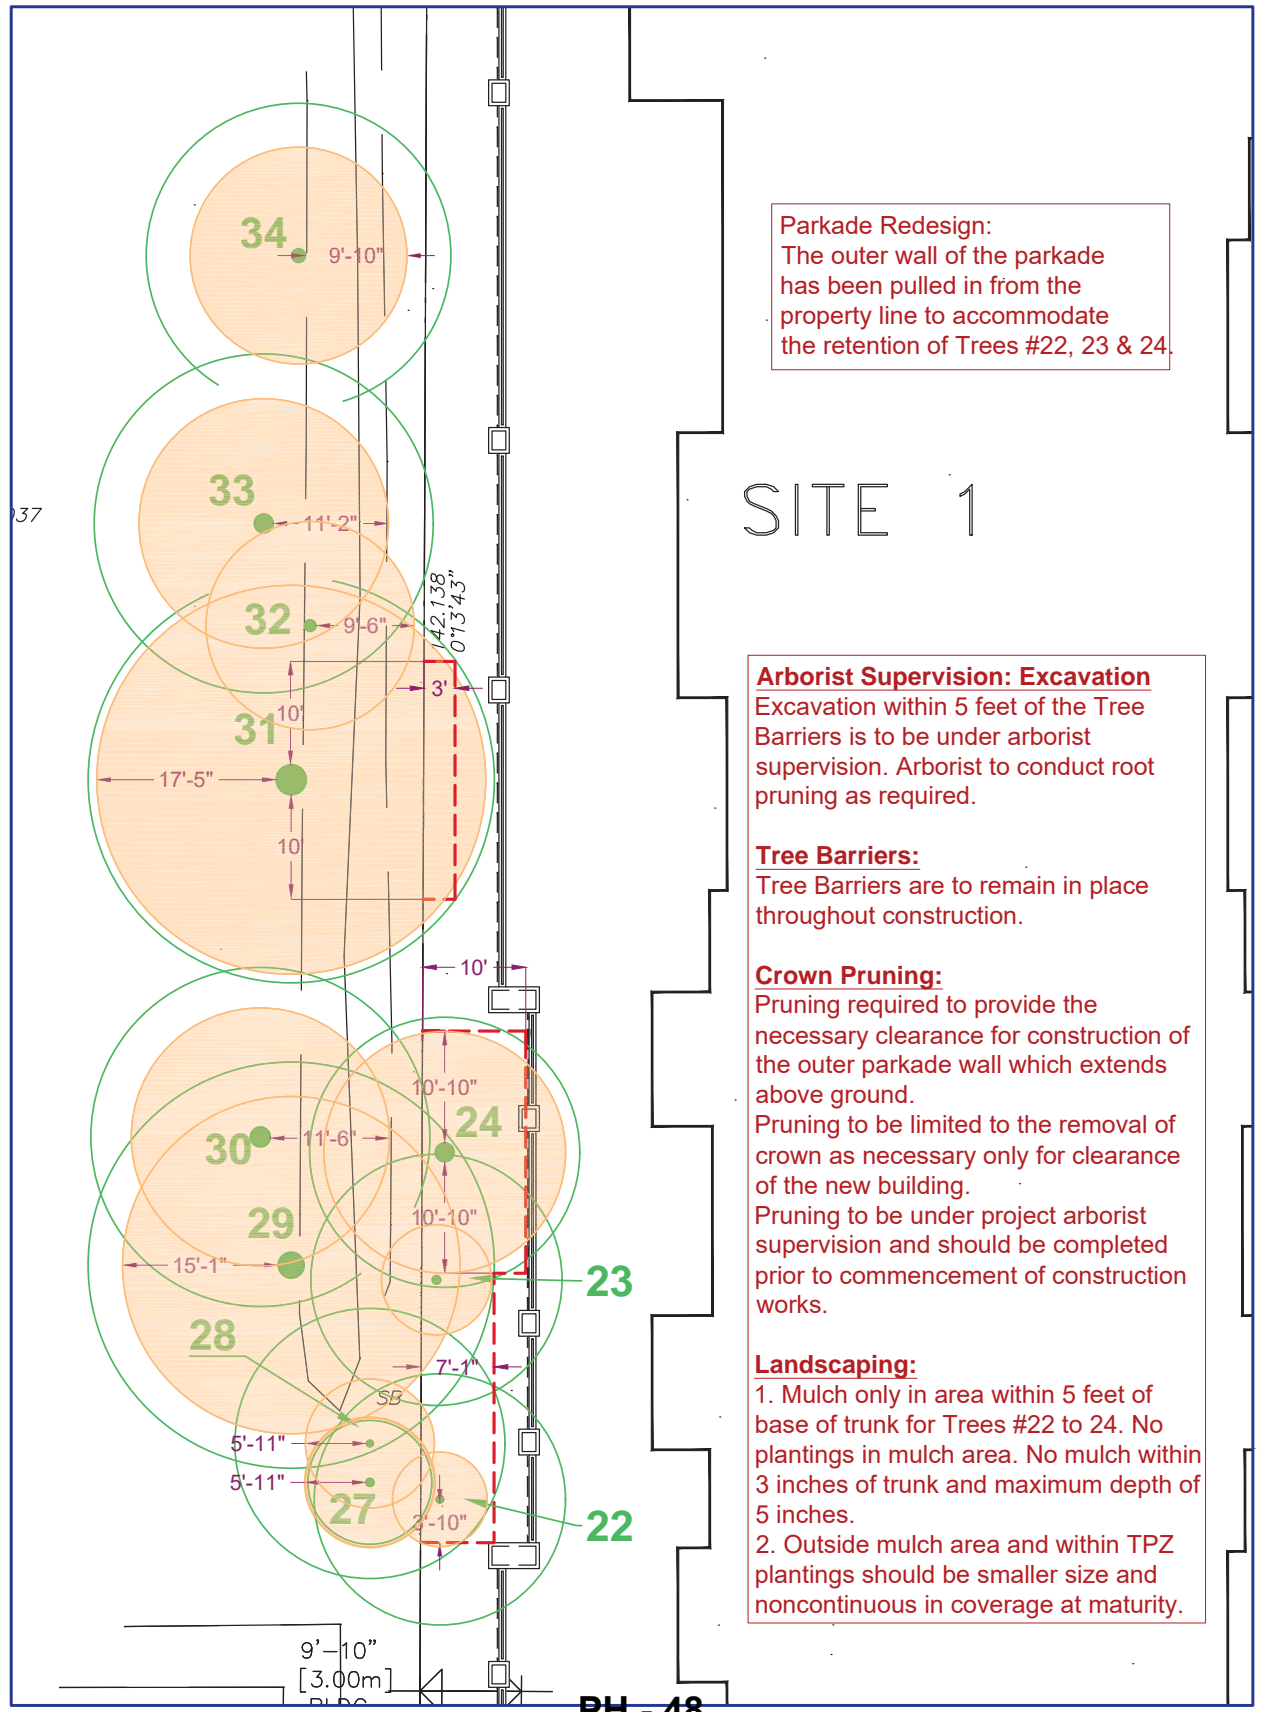 34
9'-10"
Parkade Redesign:
The outer wall of the parkade
has been pulled in from the
property line to accommodate
the retention of Trees #22, 23 & 24.
33
11'-2"
037
SITE 1
142.138
0°13'43"
32
9'-6"
3'
10'
31
17'-5"
10'
Arborist Supervision: Excavation
Excavation within 5 feet of the Tree
Barriers is to be under arborist
supervision. Arborist to conduct root
pruning as required.
Tree Barriers:
Tree Barriers are to remain in place
throughout construction.
Crown Pruning:
Pruning required to provide the
necessary clearance for construction of
the outer parkade wall which extends
above ground.
Pruning to be limited to the removal of
crown as necessary only for clearance
of the new building.
Pruning to be under project arborist
supervision and should be completed
prior to commencement of construction
works.
Landscaping:
1. Mulch only in area within 5 feet of
base of trunk for Trees #22 to 24. No
plantings in mulch area. No mulch within
3 inches of trunk and maximum depth of
5 inches.
2. Outside mulch area and within TPZ
plantings should be smaller size and
noncontinuous in coverage at maturity.
10'
10'-10"
24
30
11'-6"
10'-10"
29
15'-1"
23
28
7'-1"
SB
5'-11"
5'-11"
27
3'-10"
22
9'-10"
[3.00m]
BLDG
PH - 48